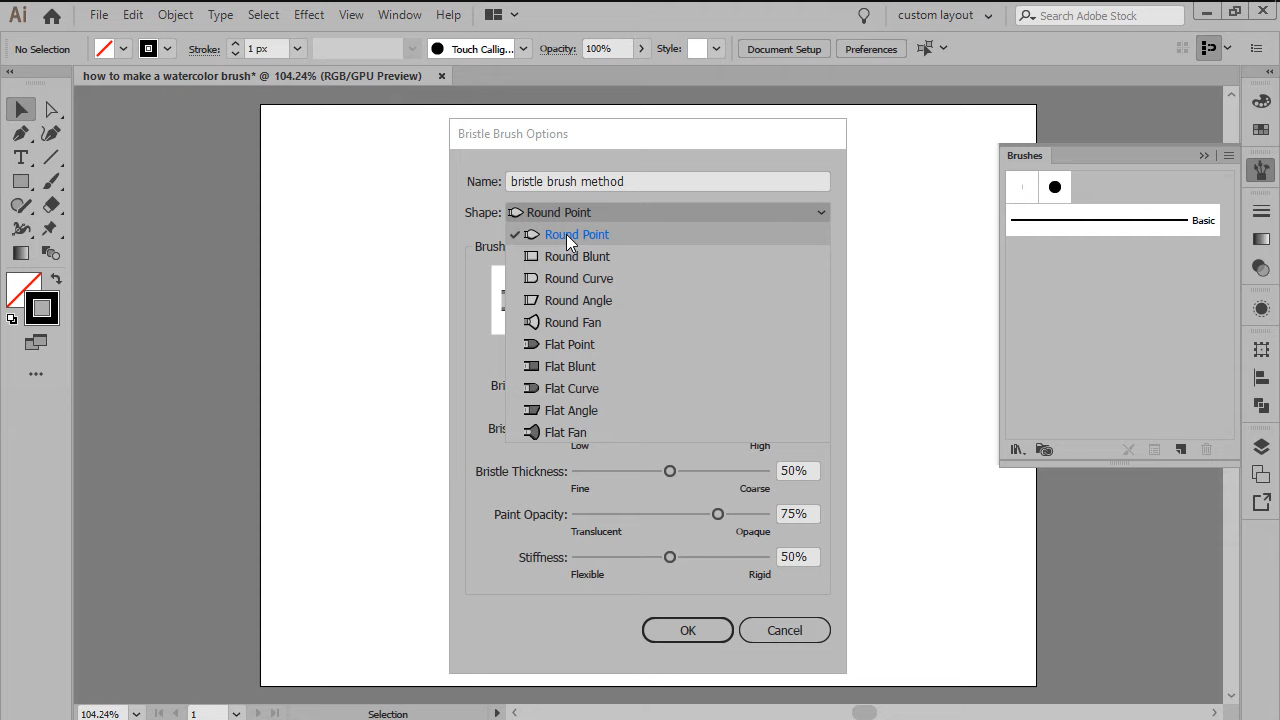 Ai File Edit Object Type Select Effect View Window Help custom layout Search Adobe Stock
No Selection Stroke: 1 px Touch Callig... Opacity: 100% Style: Document Setup Preferences
how to make a watercolor brush* @ 104.24% (RGB/GPU Preview)
Bristle Brush Options
Brushes
Name: bristle brush method
Shape: Round Point
Basic
Round Point
Brush
Round Blunt
Round Curve
Round Angle
Round Fan
Flat Point
Flat Blunt
Bri
Flat Curve
Flat Angle
Bris
Flat Fan
Low High
Bristle Thickness: 50%
Fine Coarse
Paint Opacity: 75%
Translucent Opaque
Stiffness: 50%
Flexible Rigid
OK Cancel
104.24% 1 Selection